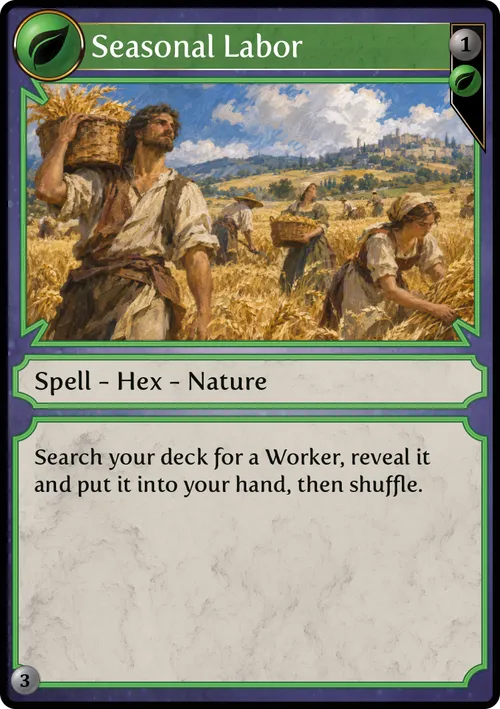 Seasonal Labor
1
Spell - Hex - Nature
Search your deck for a Worker, reveal it
and put it into your hand, then shuffle.
3